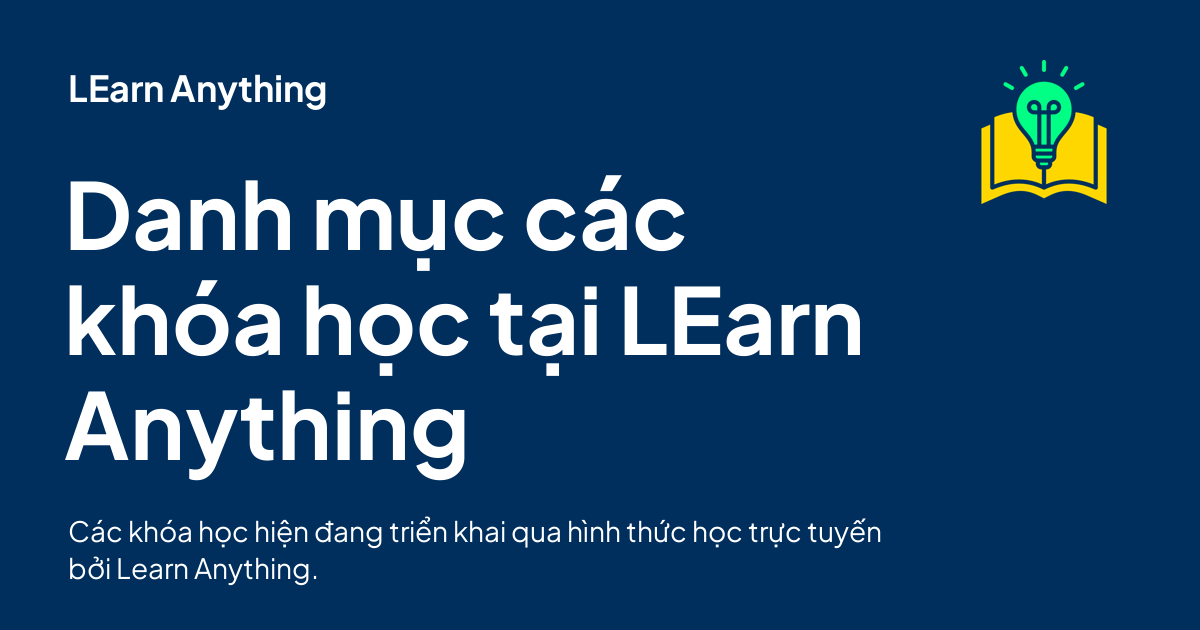 LEarn Anything
Danh mục các
khóa học tại LEarn
Anything
Các khóa học hiện đang triển khai qua hình thức học trực tuyến
bởi Learn Anything.